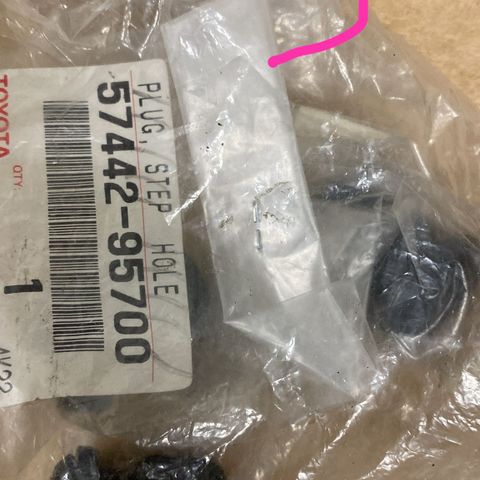 TOYOTA
PLUG, STEP HOLE
57442-95700
QTY.
1